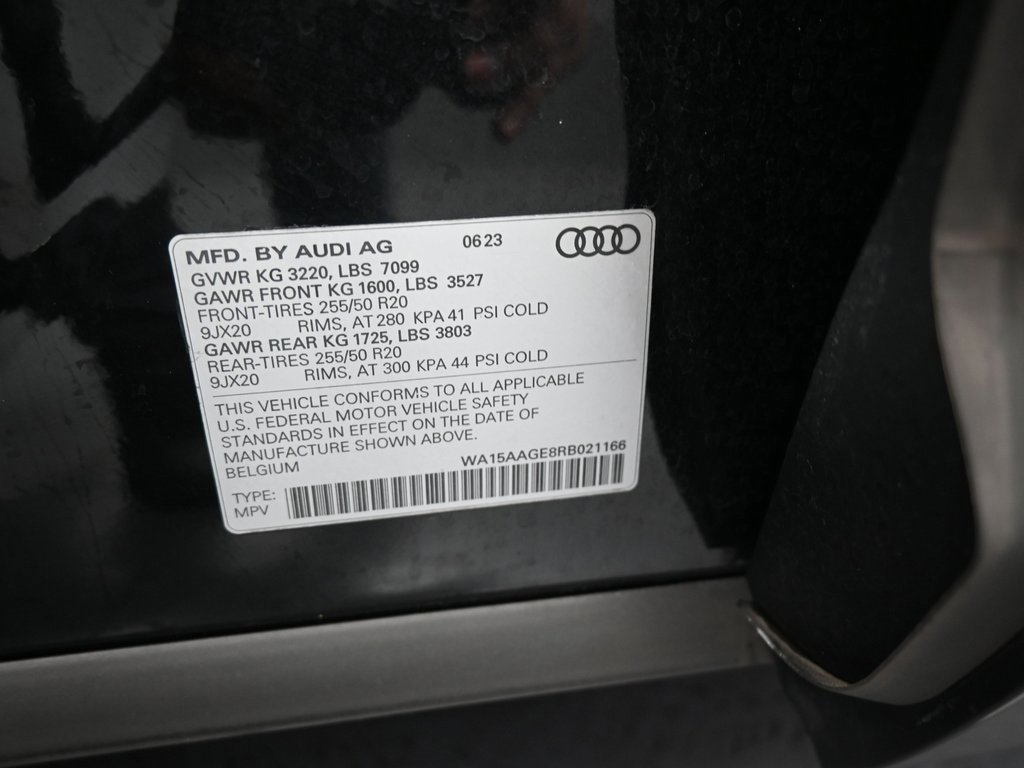 MFD. BY AUDI AG 0623
GVWR KG 3220, LBS 7099
GAWR FRONT KG 1600, LBS 3527
FRONT-TIRES 255/50 R20
9JX20 RIMS, AT 280 KPA 41 PSI COLD
GAWR REAR KG 1725, LBS 3803
REAR-TIRES 255/50 R20
9JX20 RIMS, AT 300 KPA 44 PSI COLD
THIS VEHICLE CONFORMS TO ALL APPLICABLE
U.S. FEDERAL MOTOR VEHICLE SAFETY
STANDARDS IN EFFECT ON THE DATE OF
MANUFACTURE SHOWN ABOVE.
BELGIUM WA15AAGE8RB021166
TYPE:
MPV